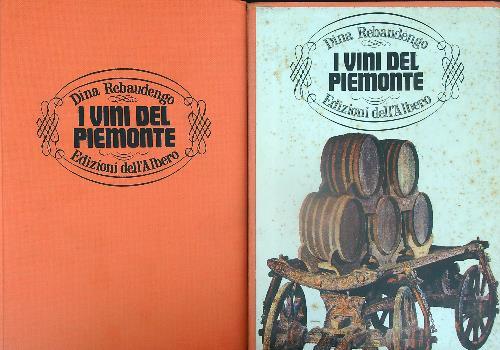 Dina Rebaudengo
I VINI DEL
PIEMONTE
Edizioni dell'Albero
Dina Rebaudengo
I VINI DEL
PIEMONTE
Edizioni dell'Albero